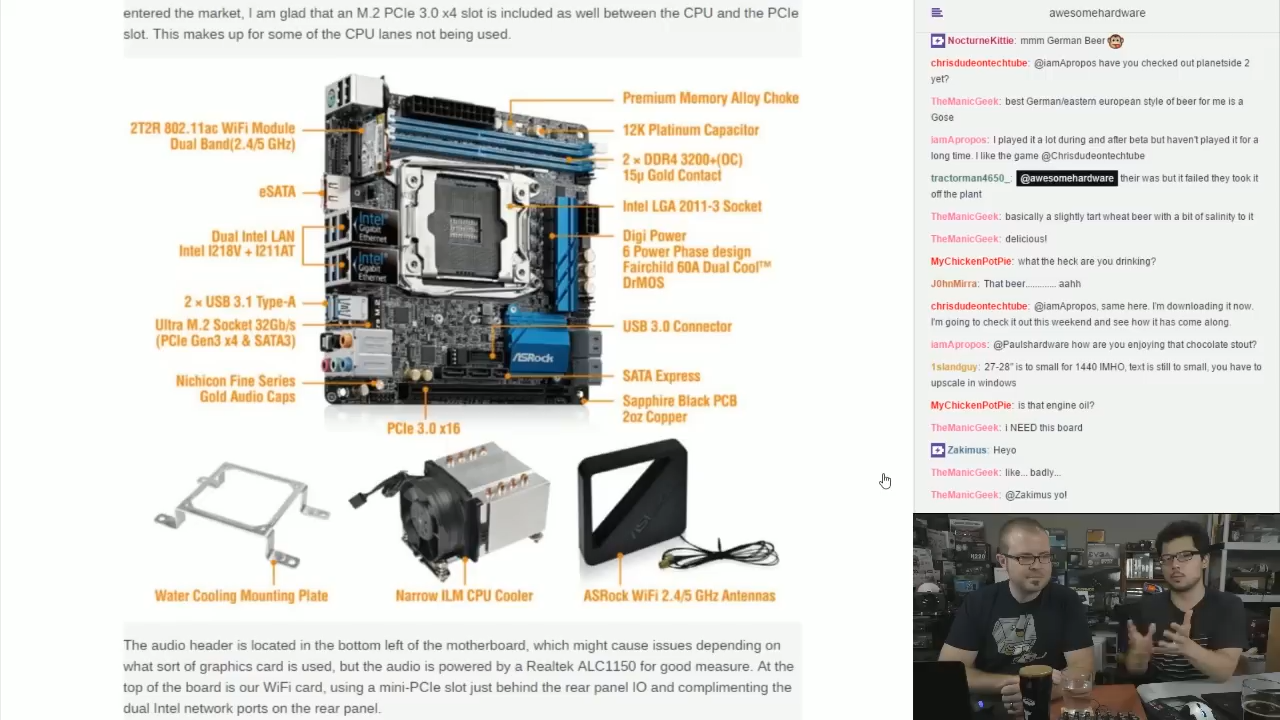 entered the market, I am glad that an M.2 PCIe 3.0 x4 slot is included as well between the CPU and the PCIe
slot. This makes up for some of the CPU lanes not being used.
Premium Memory Alloy Choke
2T2R 802.11ac WiFi Module
Dual Band(2.4/5 GHz)
12K Platinum Capacitor
2 × DDR4 3200+(OC)
15μ Gold Contact
eSATA
Intel LGA 2011-3 Socket
Dual Intel LAN
Intel I218V + I211AT
Intel
Gigabit
Ethernet
Intel
Gigabit
Ethernet
Digi Power
6 Power Phase design
Fairchild 60A Dual Cool™
DrMOS
2 × USB 3.1 Type-A
Ultra M.2 Socket 32Gb/s
(PCIe Gen3 x4 & SATA3)
USB 3.0 Connector
ASRock
Nichicon Fine Series
Gold Audio Caps
SATA Express
Sapphire Black PCB
2oz Copper
PCIe 3.0 x16
Water Cooling Mounting Plate
Narrow ILM CPU Cooler
ASRock WiFi 2.4/5 GHz Antennas
The audio header is located in the bottom left of the motherboard, which might cause issues depending on
what sort of graphics card is used, but the audio is powered by a Realtek ALC1150 for good measure. At the
top of the board is our WiFi card, using a mini-PCIe slot just behind the rear panel IO and complimenting the
dual Intel network ports on the rear panel.
awesomehardware
NocturneKittie: mmm German Beer
chrisdudeontechtube: @iamApropos have you checked out planetside 2
yet?
TheManicGeek: best German/eastern european style of beer for me is a
Gose
iamApropos: I played it a lot during and after beta but haven't played it for a
long time. I like the game @Chrisdudeontechtube
tractorman4650_: @awesomehardware their was but it failed they took it
off the plant
TheManicGeek: basically a slightly tart wheat beer with a bit of salinity to it
TheManicGeek: delicious!
MyChickenPotPie: what the heck are you drinking?
J0hnMirra: That beer............. aahh
chrisdudeontechtube: @iamApropos, same here. I'm downloading it now.
I'm going to check it out this weekend and see how it has come along.
iamApropos: @Paulshardware how are you enjoying that chocolate stout?
1slandguy: 27-28" is to small for 1440 IMHO, text is still to small, you have to
upscale in windows
MyChickenPotPie: is that engine oil?
TheManicGeek: i NEED this board
Zakimus: Heyo
TheManicGeek: like... badly...
TheManicGeek: @Zakimus yo!